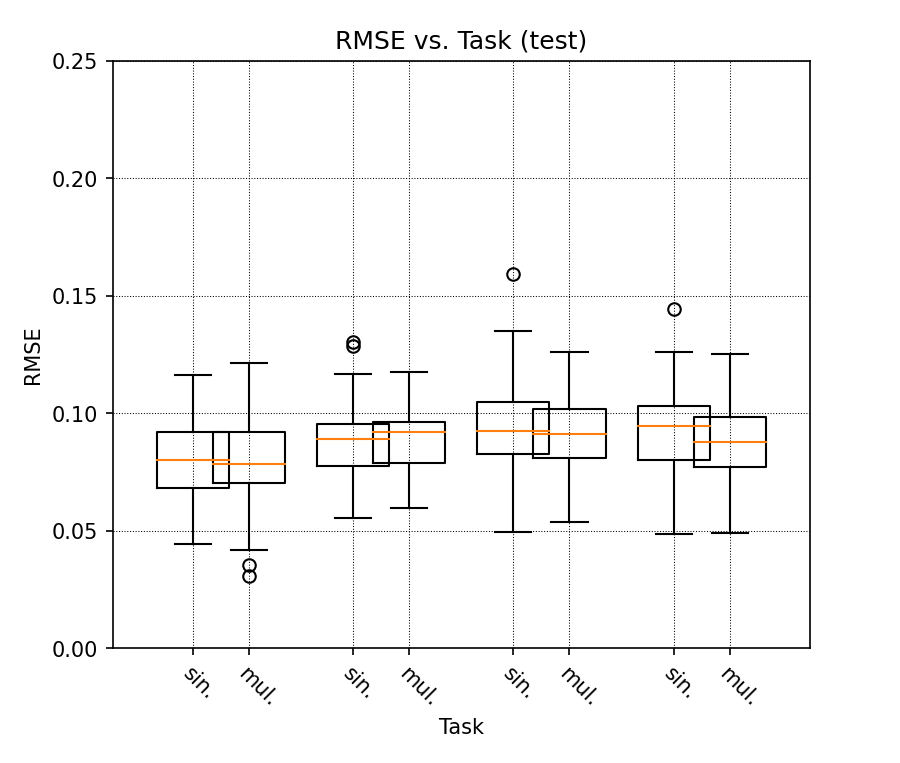 RMSE vs. Task (test)
0.25
0.20
0.15
0.10
0.05
0.00
RMSE
sin. mul. sin. mul. sin. mul. sin. mul.
Task